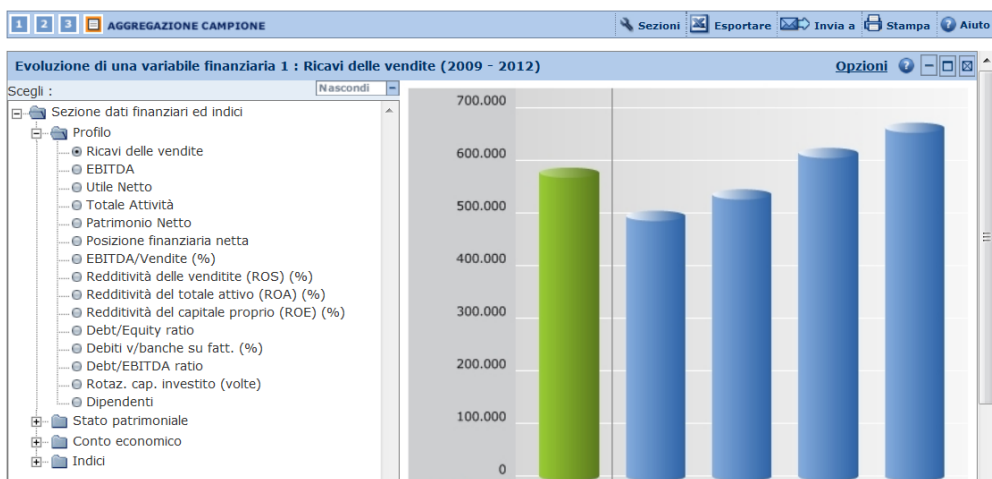 1 2 3 AGGREGAZIONE CAMPIONE Sezioni Esportare Invia a Stampa Aiuto
Evoluzione di una variabile finanziaria 1 : Ricavi delle vendite (2009 - 2012) Opzioni
Scegli : Nascondi
Sezione dati finanziari ed indici
Profilo
Ricavi delle vendite
EBITDA
Utile Netto
Totale Attività
Patrimonio Netto
Posizione finanziaria netta
EBITDA/Vendite (%)
Redditività delle venditite (ROS) (%)
Redditività del totale attivo (ROA) (%)
Redditività del capitale proprio (ROE) (%)
Debt/Equity ratio
Debiti v/banche su fatt. (%)
Debt/EBITDA ratio
Rotaz. cap. investito (volte)
Dipendenti
Stato patrimoniale
Conto economico
Indici
700.000
600.000
500.000
400.000
300.000
200.000
100.000
0